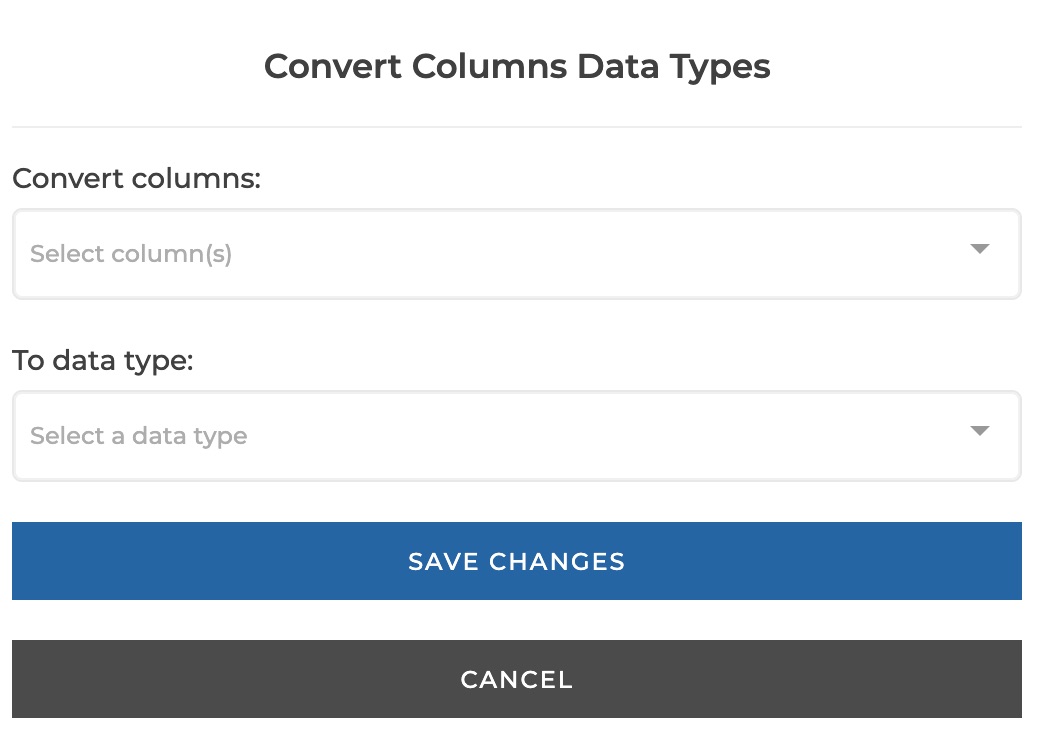 Convert Columns Data Types
Convert columns:
Select column(s)
To data type:
Select a data type
SAVE CHANGES
CANCEL